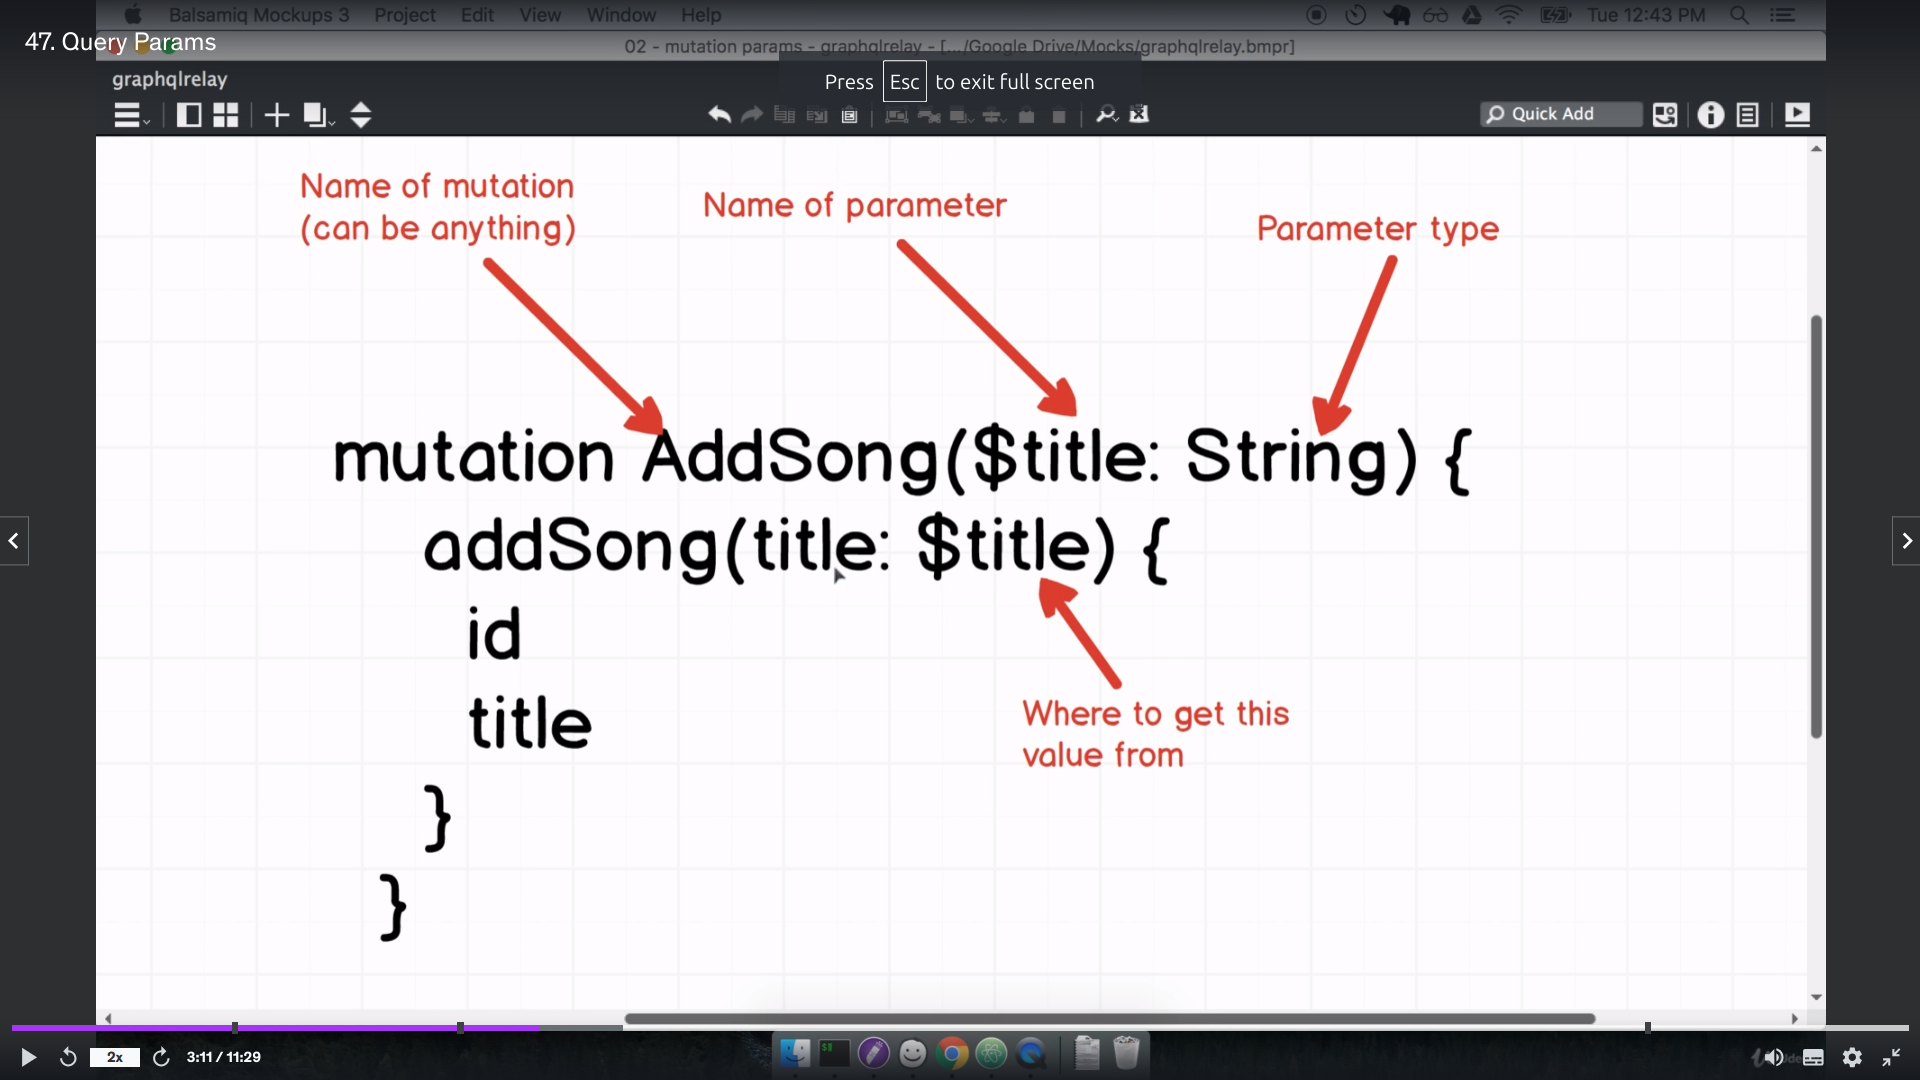 Balsamiq Mockups 3 Project Edit View Window Help Tue 12:43 PM
47. Query Params
02 - mutation params - graphqlrelay - [.../Google Drive/Mocks/graphqlrelay.bmpr]
graphqlrelay
Press Esc to exit full screen
Quick Add
Name of mutation
(can be anything)
Name of parameter
Parameter type
mutation AddSong($title: String) {
addSong(title: $title) {
id
title
}
}
Where to get this
value from
2x
3:11 / 11:29